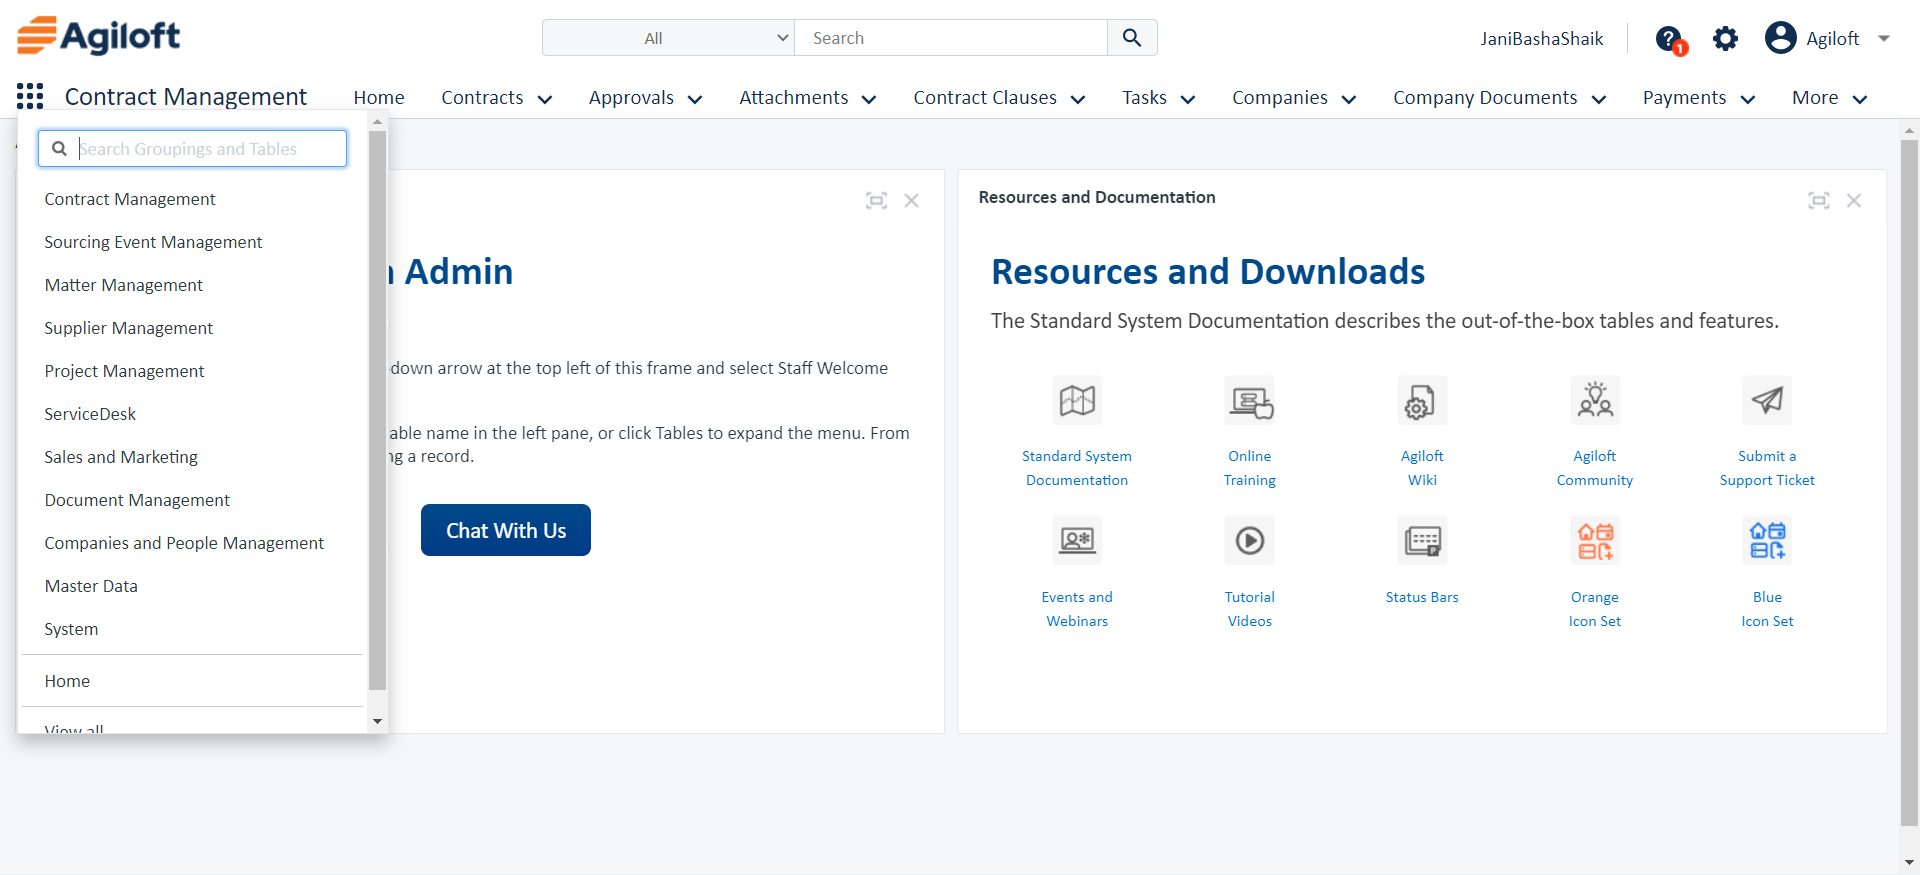 Agiloft
All
Search
JaniBashaShaik
?
1
Agiloft
Contract Management
Home
Contracts
Approvals
Attachments
Contract Clauses
Tasks
Companies
Company Documents
Payments
More
Search Groupings and Tables
Contract Management
Sourcing Event Management
Matter Management
Supplier Management
Project Management
ServiceDesk
Sales and Marketing
Document Management
Companies and People Management
Master Data
System
Home
View all
Admin
down arrow at the top left of this frame and select Staff Welcome
able name in the left pane, or click Tables to expand the menu. From
ng a record.
Chat With Us
Resources and Documentation
Resources and Downloads
The Standard System Documentation describes the out-of-the-box tables and features.
Standard System
Documentation
Online
Training
Agiloft
Wiki
Agiloft
Community
Submit a
Support Ticket
Events and
Webinars
Tutorial
Videos
P
Status Bars
Orange
Icon Set
Blue
Icon Set